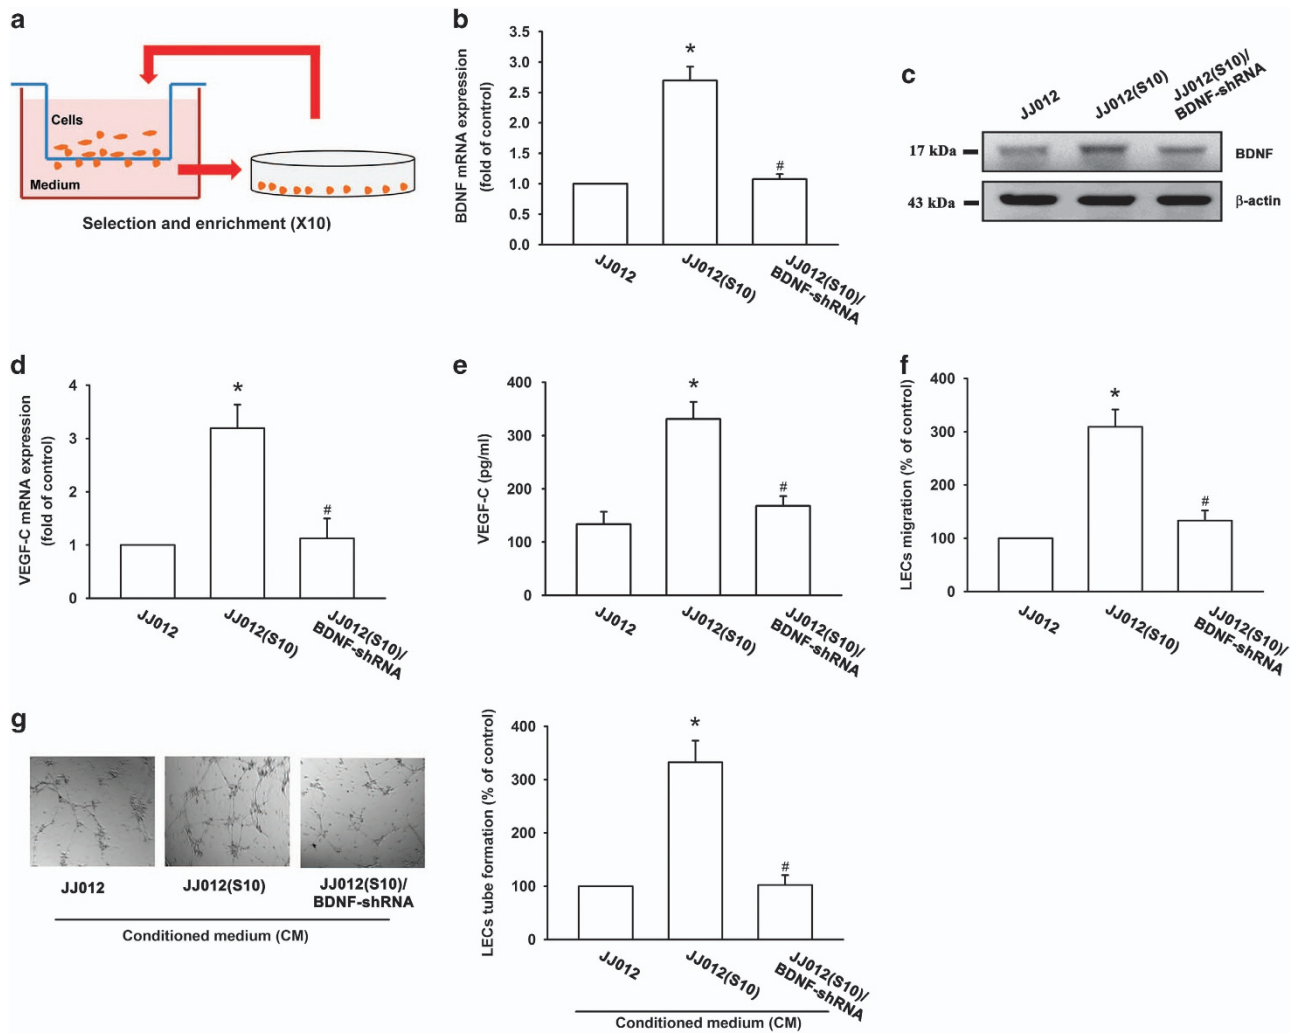 a
Cells
Medium
Selection and enrichment (X10)
b
BDNF mRNA expression
(fold of control)
3.5
3.0
2.5
2.0
1.5
1.0
0.5
0.0
*
#
JJ012
JJ012(S10)
JJ012(S10)/
BDNF-shRNA
c
JJ012
JJ012(S10)
JJ012(S10)/
BDNF-shRNA
17 kDa
BDNF
43 kDa
β-actin
d
VEGF-C mRNA expression
(fold of control)
4
3
2
1
0
*
#
JJ012
JJ012(S10)
JJ012(S10)/
BDNF-shRNA
e
VEGF-C (pg/ml)
400
300
200
100
0
*
#
JJ012
JJ012(S10)
JJ012(S10)/
BDNF-shRNA
f
LECs migration (% of control)
400
300
200
100
0
*
#
JJ012
JJ012(S10)
JJ012(S10)/
BDNF-shRNA
g
JJ012
JJ012(S10)
JJ012(S10)/
BDNF-shRNA
Conditioned medium (CM)
LECs tube formation (% of control)
400
300
200
100
0
*
#
JJ012
JJ012(S10)
JJ012(S10)/
BDNF-shRNA
Conditioned medium (CM)